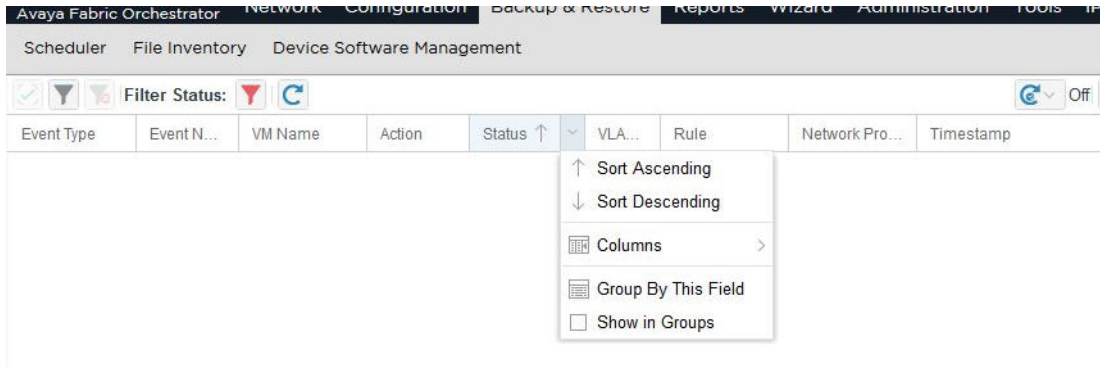 Avaya Fabric Orchestrator Network Configuration Backup & Restore Reports Wizard Administration Tools
Scheduler File Inventory Device Software Management
Filter Status: Off
Event Type Event N... VM Name Action Status VLA... Rule Network Pro... Timestamp
Sort Ascending
Sort Descending
Columns
Group By This Field
Show in Groups